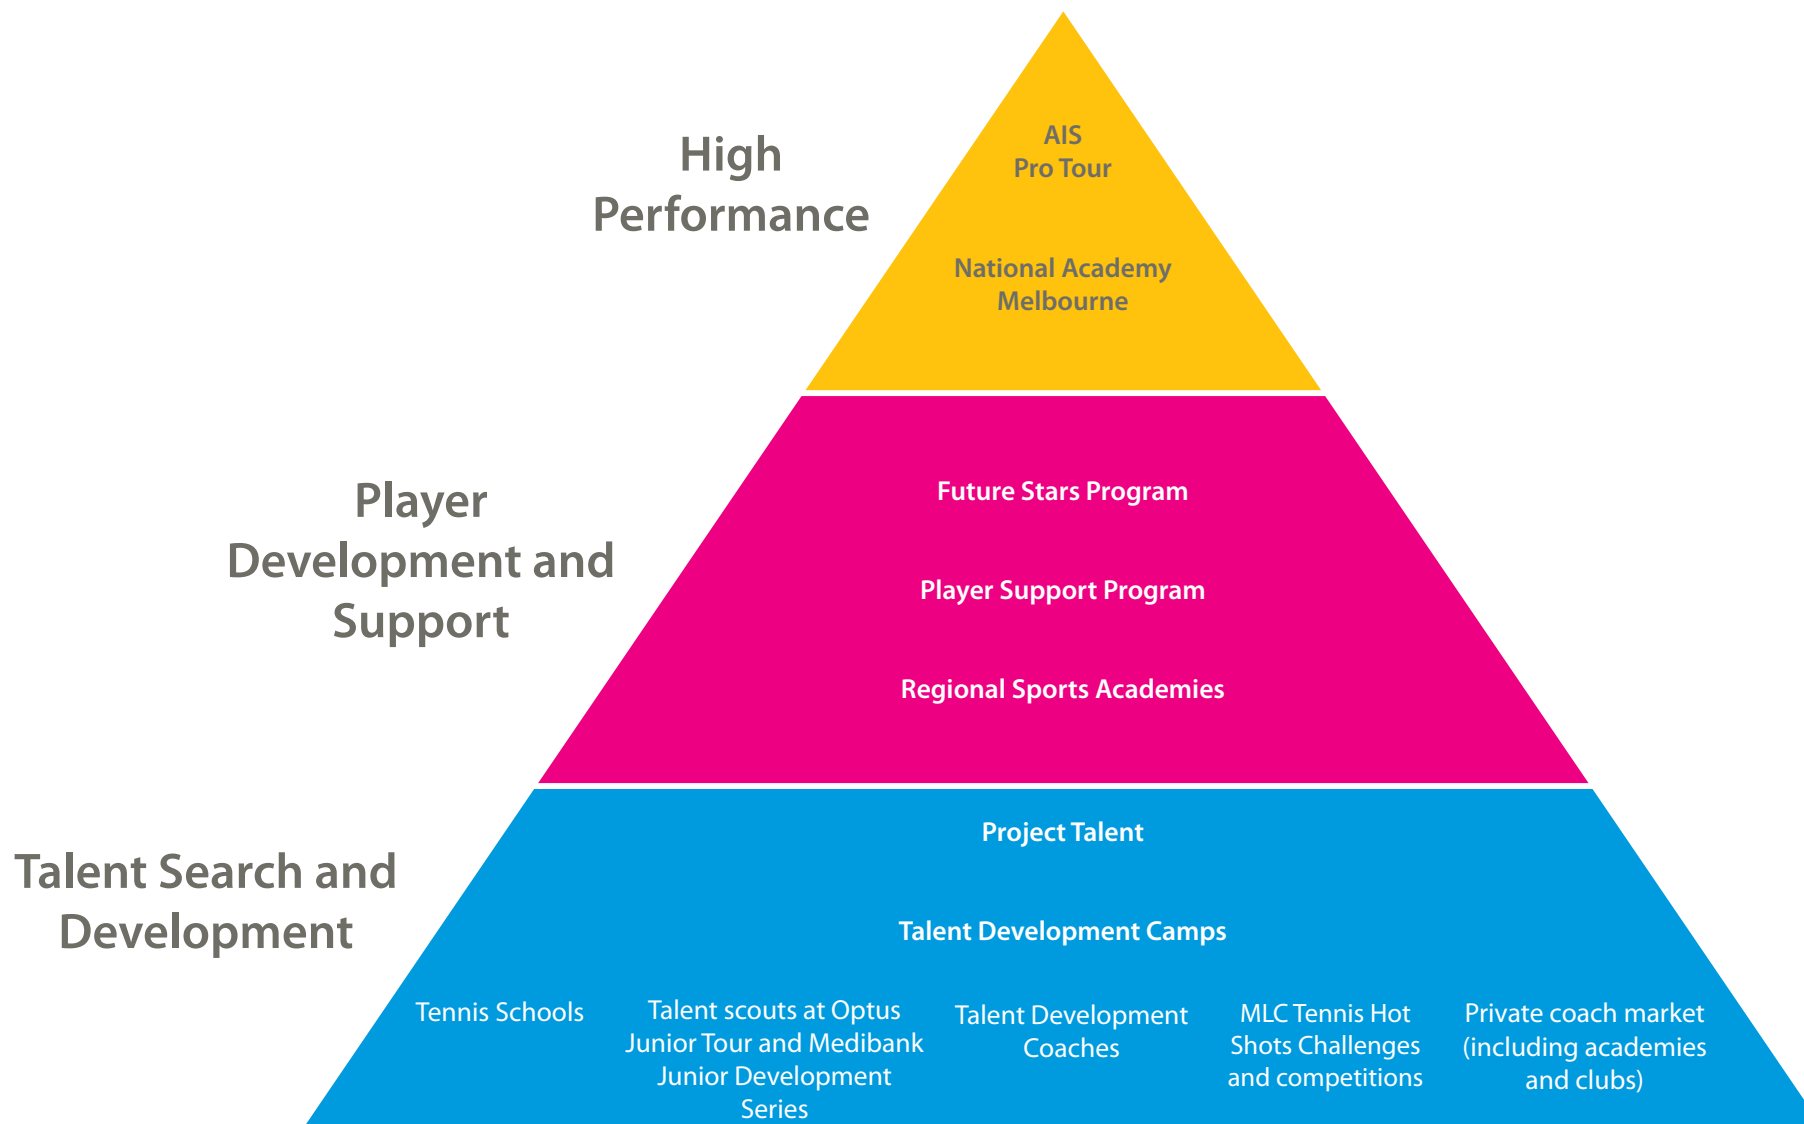 High
Performance
AIS
Pro Tour
National Academy
Melbourne
Player
Development and
Support
Future Stars Program
Player Support Program
Regional Sports Academies
Talent Search and
Development
Project Talent
Talent Development Camps
Tennis Schools
Talent scouts at Optus
Junior Tour and Medibank
Junior Development
Series
Talent Development
Coaches
MLC Tennis Hot
Shots Challenges
and competitions
Private coach market
(including academies
and clubs)